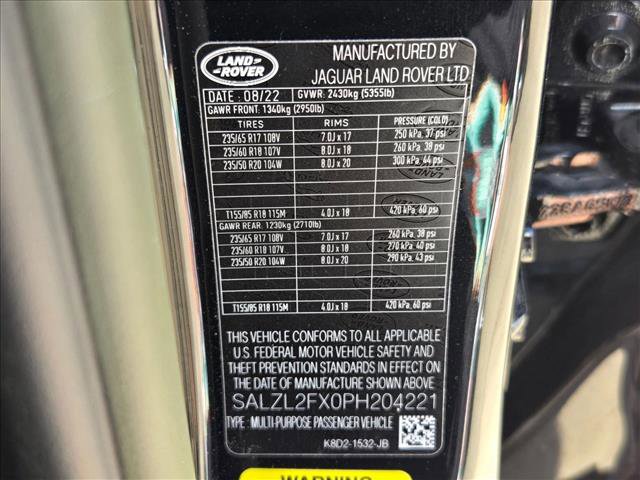 LAND
ROVER
MANUFACTURED BY
JAGUAR LAND ROVER LTD
DATE: 08/22 GVWR: 2430kg (5355lb)
GAWR FRONT: 1340kg (2950lb)
TIRES RIMS PRESSURE (COLD)
235/65 R17 108V 7.0J x 17 250 kPa, 37 psi
235/60 R18 107V 8.0J x 18 260 kPa, 38 psi
235/50 R20 104W 8.0J x 20 300 kPa, 44 psi
T155/85 R18 115M 4.0J x 18 420 kPa, 60 psi
GAWR REAR: 1230kg (2710lb)
235/65 R17 108V 7.0J x 17 260 kPa, 38 psi
235/60 R18 107V 8.0J x 18 270 kPa, 40 psi
235/50 R20 104W 8.0J x 20 290 kPa, 43 psi
T155/85 R18 115M 4.0J x 18 420 kPa, 60 psi
THIS VEHICLE CONFORMS TO ALL APPLICABLE
U.S. FEDERAL MOTOR VEHICLE SAFETY AND
THEFT PREVENTION STANDARDS IN EFFECT ON
THE DATE OF MANUFACTURE SHOWN ABOVE
SALZL2FX0PH204221
TYPE: MULTI-PURPOSE PASSENGER VEHICLE
K8D2-1532-JB
WARNING